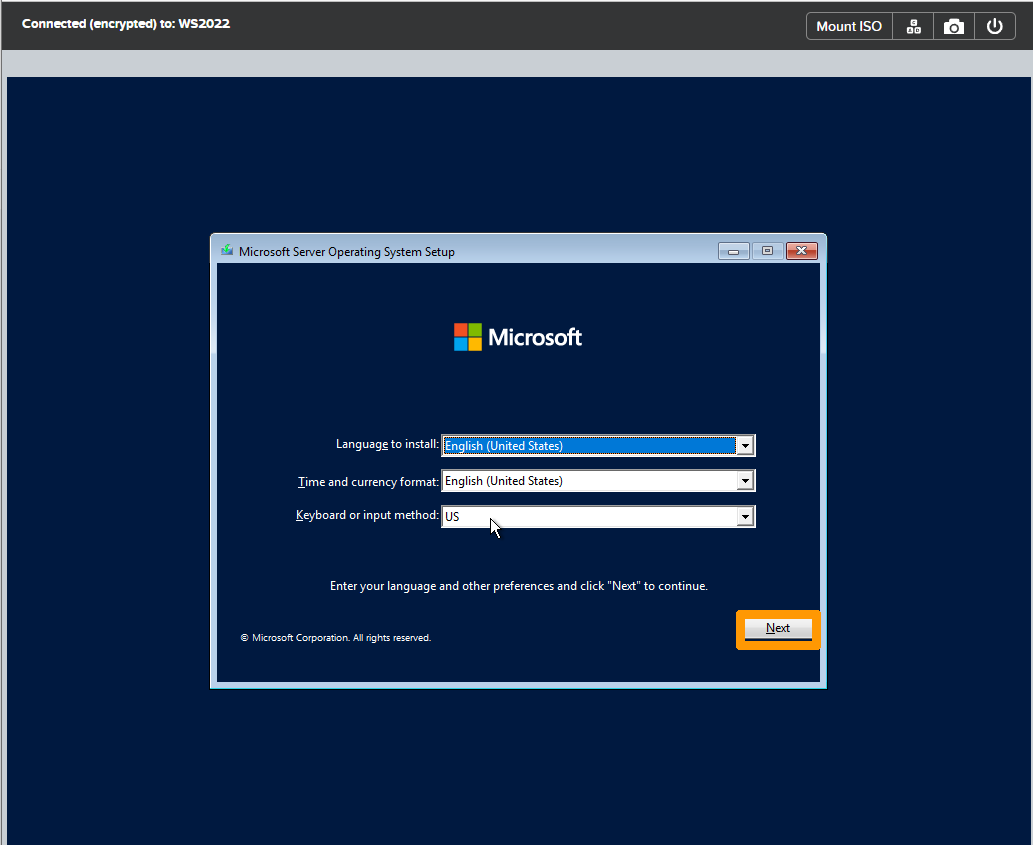 Connected (encrypted) to: WS2022
Mount ISO
C
A D
Microsoft Server Operating System Setup
Microsoft
Language to install: English (United States)
Time and currency format: English (United States)
Keyboard or input method: US
Enter your language and other preferences and click "Next" to continue.
Next
© Microsoft Corporation. All rights reserved.